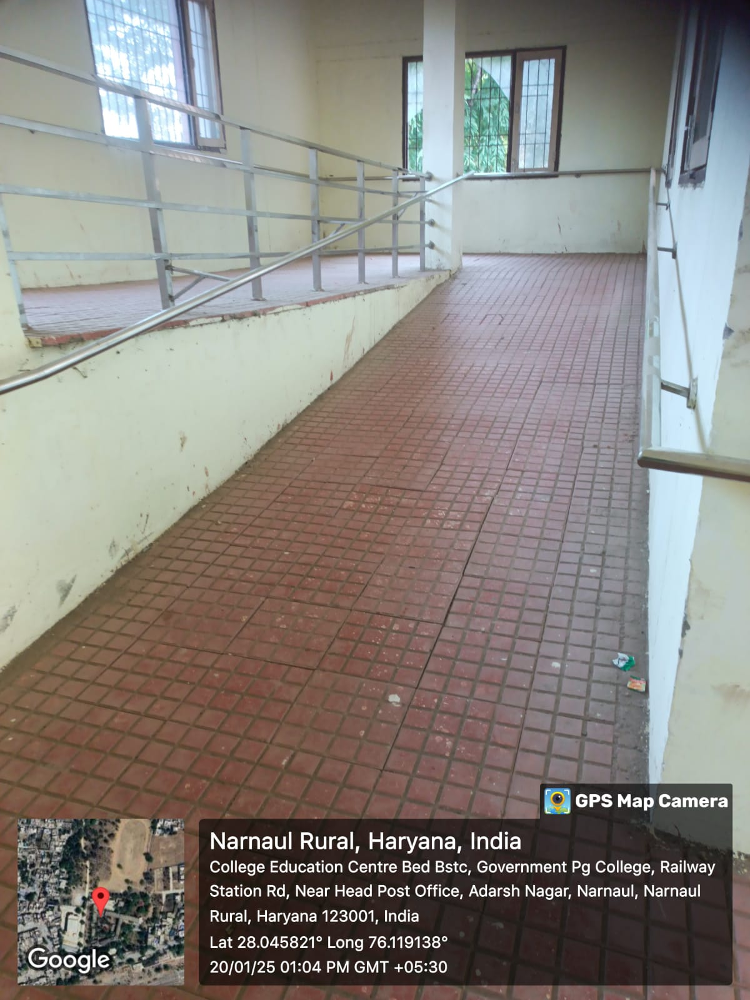 GPS Map Camera
Narnaul Rural, Haryana, India
College Education Centre Bed Bstc, Government Pg College, Railway
Station Rd, Near Head Post Office, Adarsh Nagar, Narnaul, Narnaul
Rural, Haryana 123001, India
Lat 28.045821° Long 76.119138°
20/01/25 01:04 PM GMT +05:30
Google